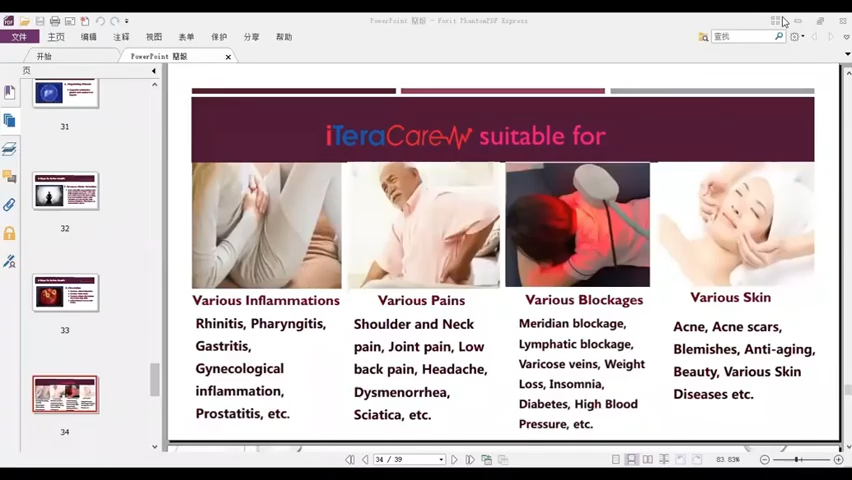 PowerPoint 簡報 - Foxit PhantomPDF Express
文件 主页 编辑 注释 视图 表单 保护 分享 帮助
查找
开始
PowerPoint 簡報
页
31
32
33
34
iTeraCare suitable for
Various Inflammations
Rhinitis, Pharyngitis,
Gastritis,
Gynecological
inflammation,
Prostatitis, etc.
Various Pains
Shoulder and Neck
pain, Joint pain, Low
back pain, Headache,
Dysmenorrhea,
Sciatica, etc.
Various Blockages
Meridian blockage,
Lymphatic blockage,
Varicose veins, Weight
Loss, Insomnia,
Diabetes, High Blood
Pressure, etc.
Various Skin
Acne, Acne scars,
Blemishes, Anti-aging,
Beauty, Various Skin
Diseases etc.
34 / 39
83.83%